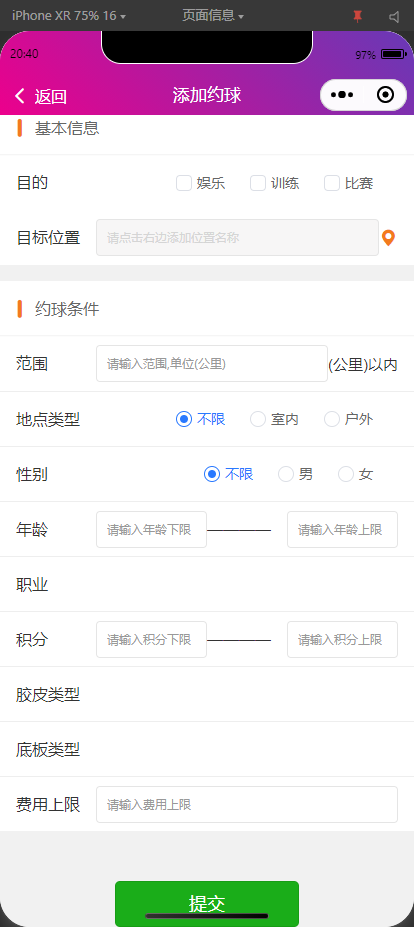 iPhone XR 75% 16 页面信息
20:40 97%
返回 添加约球
基本信息
目的 娱乐 训练 比赛
目标位置 请点击右边添加位置名称
约球条件
范围 请输入范围,单位(公里) (公里)以内
地点类型 不限 室内 户外
性别 不限 男 女
年龄 请输入年龄下限 ———— 请输入年龄上限
职业
积分 请输入积分下限 ———— 请输入积分上限
胶皮类型
底板类型
费用上限 请输入费用上限
提交